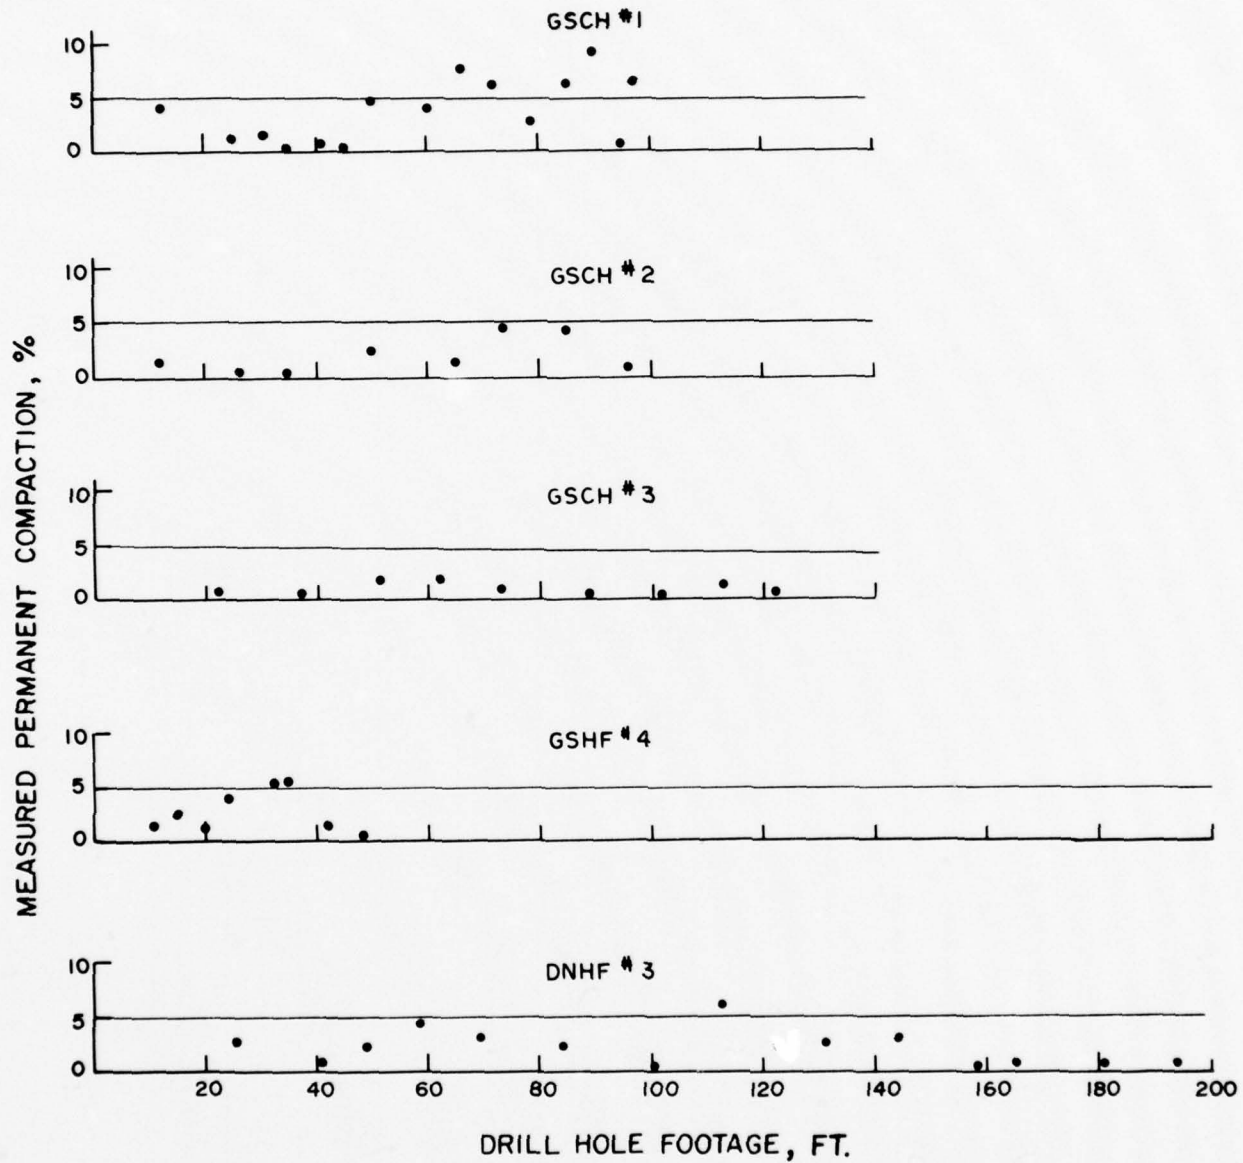 GSCH #1
10
5
0
GSCH #2
10
5
0
GSCH #3
10
5
0
GSHF #4
10
5
0
DNHF #3
10
5
0
20 40 60 80 100 120 140 160 180 200
MEASURED PERMANENT COMPACTION, %
DRILL HOLE FOOTAGE, FT.